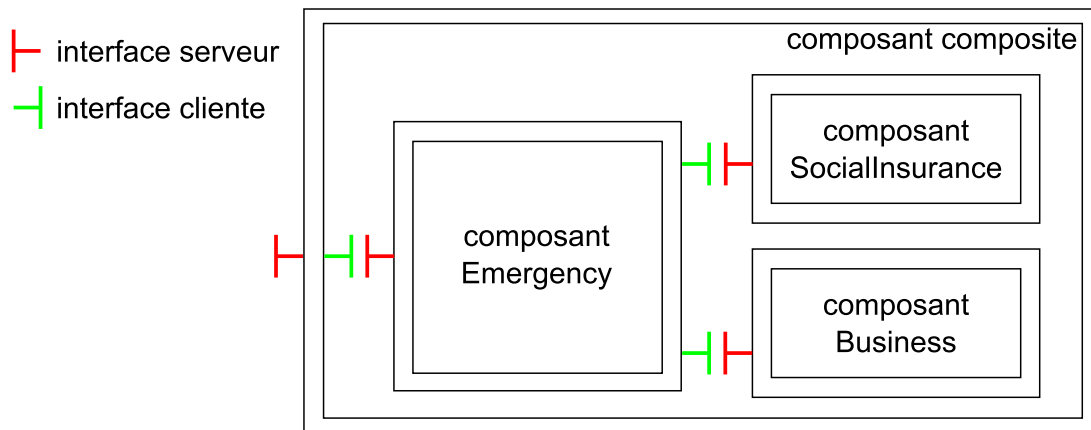 interface serveur
interface cliente
composant composite
composant
SocialInsurance
composant
Emergency
composant
Business